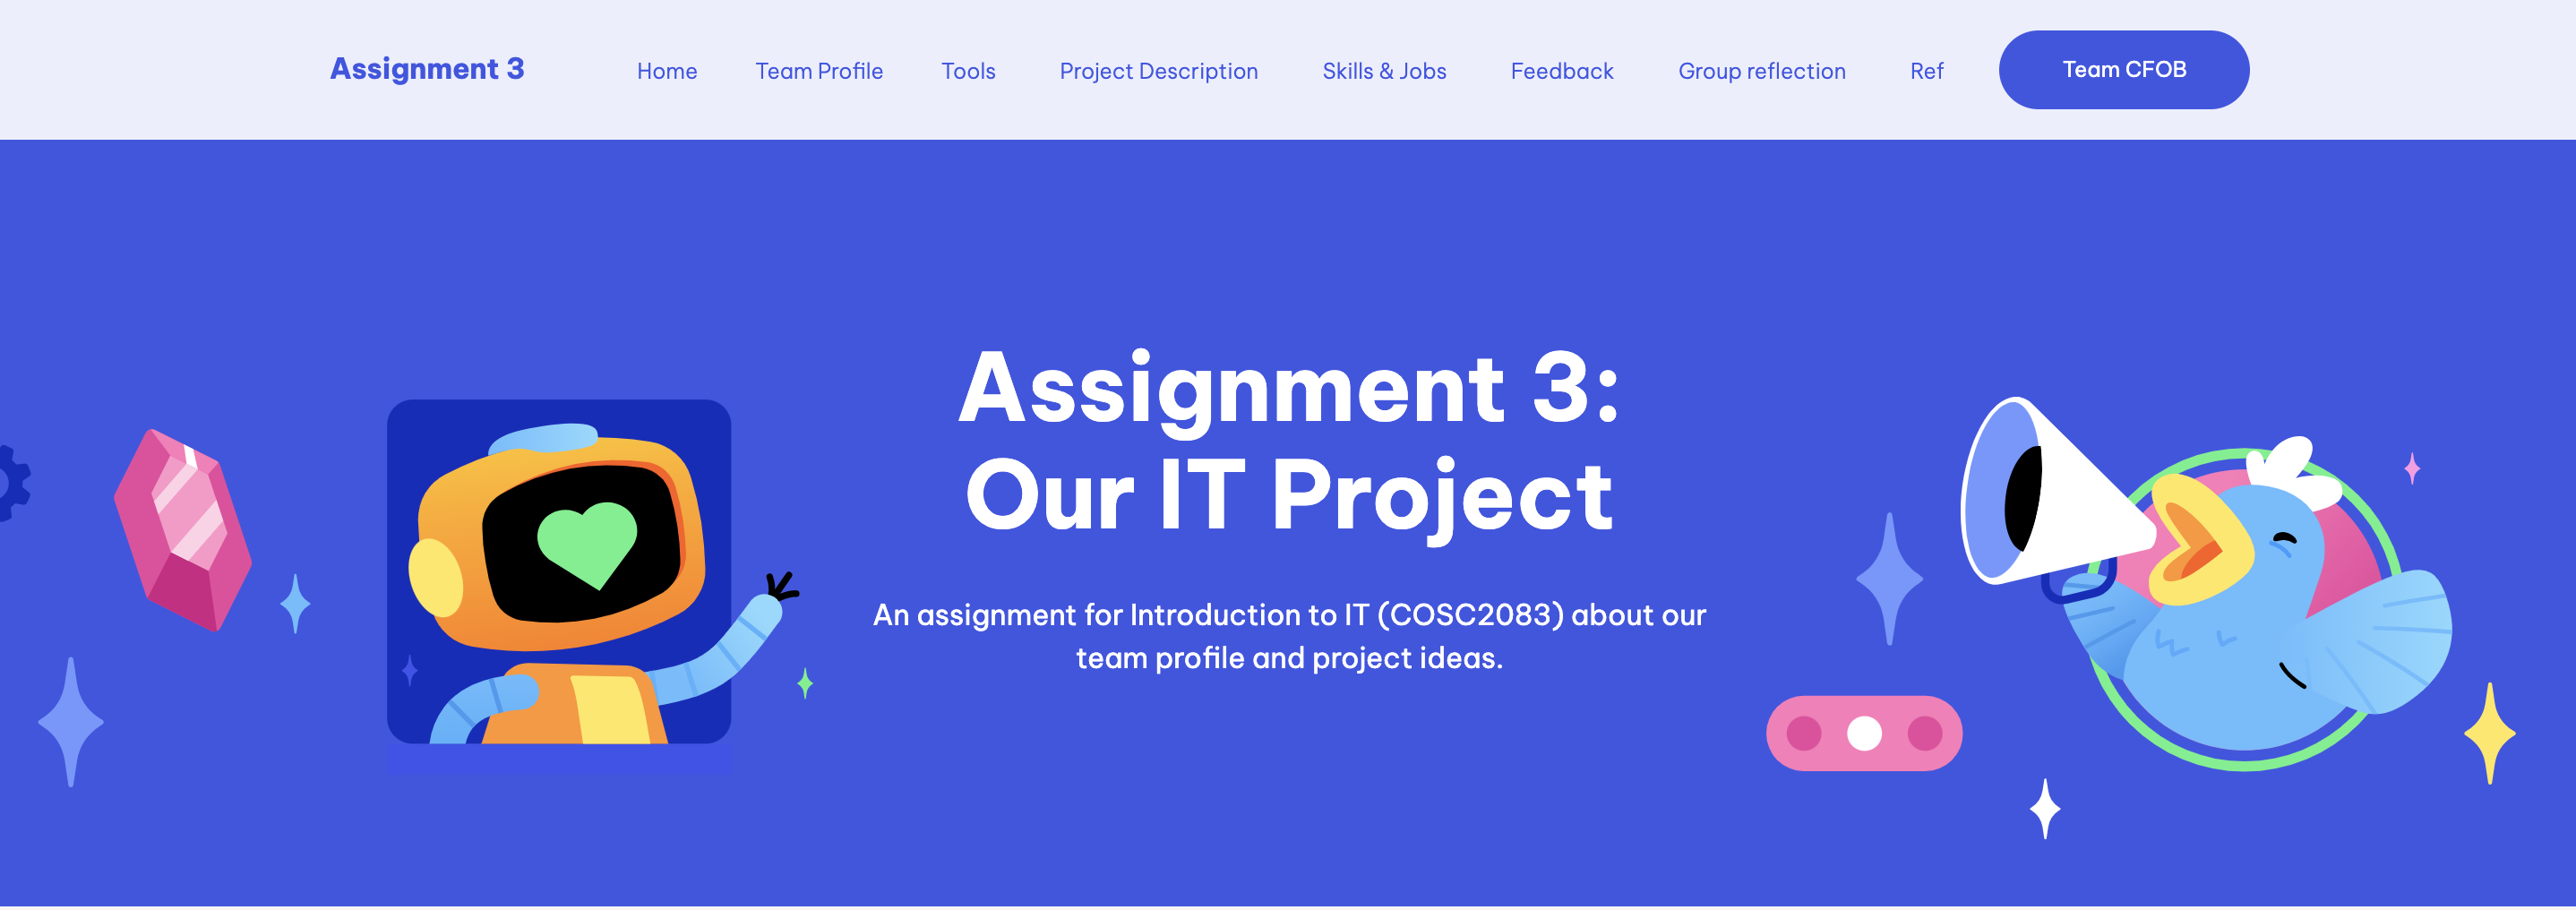 Assignment 3 Home Team Profile Tools Project Description Skills & Jobs Feedback Group reflection Ref Team CFOB
Assignment 3:
Our IT Project
An assignment for Introduction to IT (COSC2083) about our
team profile and project ideas.